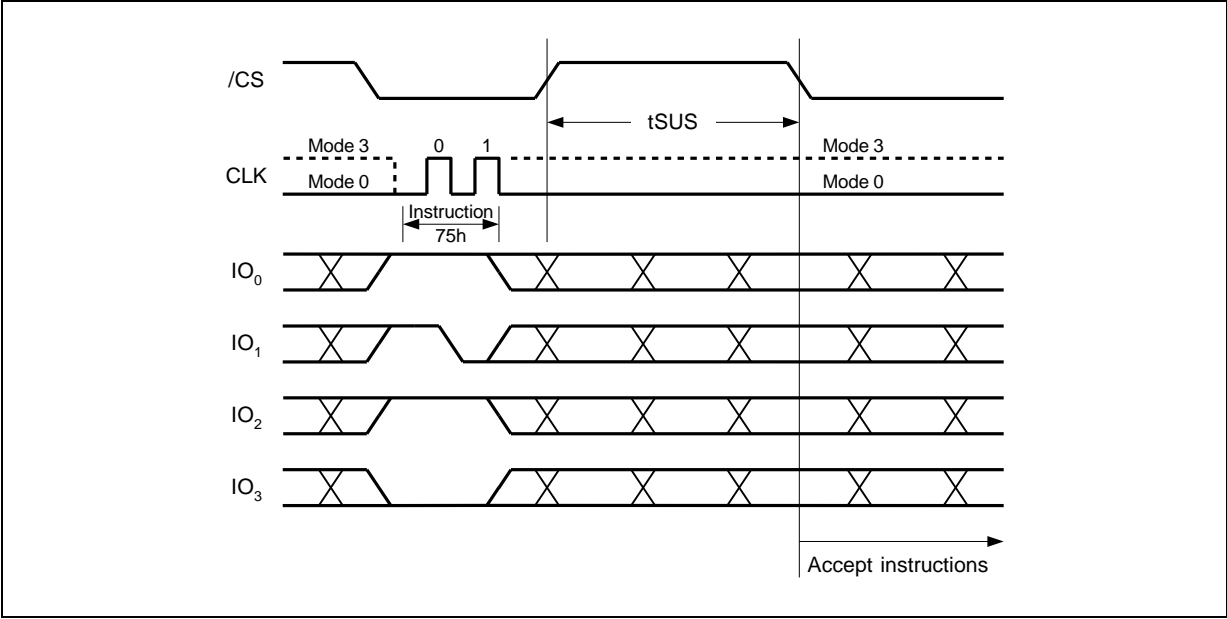 /CS
tSUS
Mode 3 0 1 Mode 3
CLK
Mode 0 Mode 0
Instruction
75h
IO0
IO1
IO2
IO3
Accept instructions